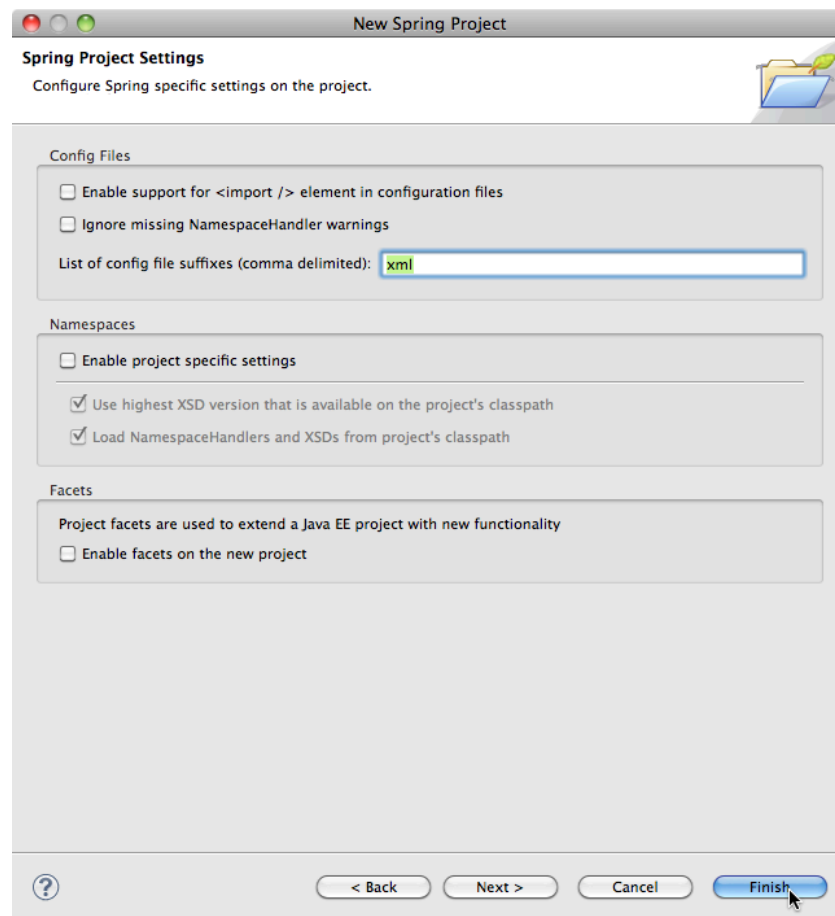 New Spring Project
Spring Project Settings
Configure Spring specific settings on the project.
Config Files
Enable support for <import /> element in configuration files
Ignore missing NamespaceHandler warnings
List of config file suffixes (comma delimited): xml
Namespaces
Enable project specific settings
Use highest XSD version that is available on the project's classpath
Load NamespaceHandlers and XSDs from project's classpath
Facets
Project facets are used to extend a Java EE project with new functionality
Enable facets on the new project
? < Back Next > Cancel Finish